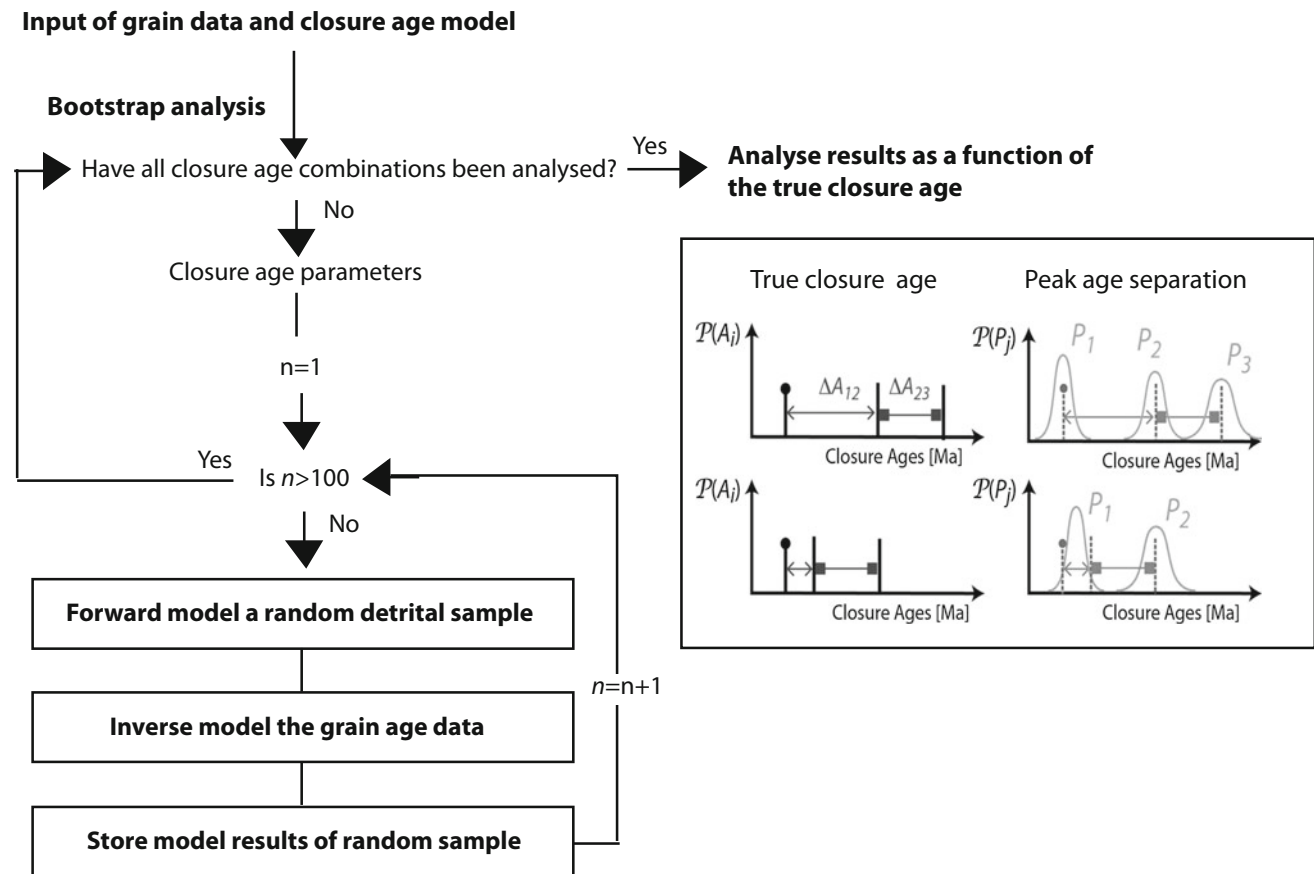 Input of grain data and closure age model
Bootstrap analysis
Have all closure age combinations been analysed?
Yes
Analyse results as a function of
the true closure age
No
Closure age parameters
n=1
Yes
Is n>100
No
Forward model a random detrital sample
Inverse model the grain age data
Store model results of random sample
n=n+1
True closure age
Peak age separation
P(Aᵢ)
ΔA₁₂
ΔA₂₃
Closure Ages [Ma]
P(Pⱼ)
P₁
P₂
P₃
Closure Ages [Ma]
P(Aᵢ)
Closure Ages [Ma]
P(Pⱼ)
P₁
P₂
Closure Ages [Ma]